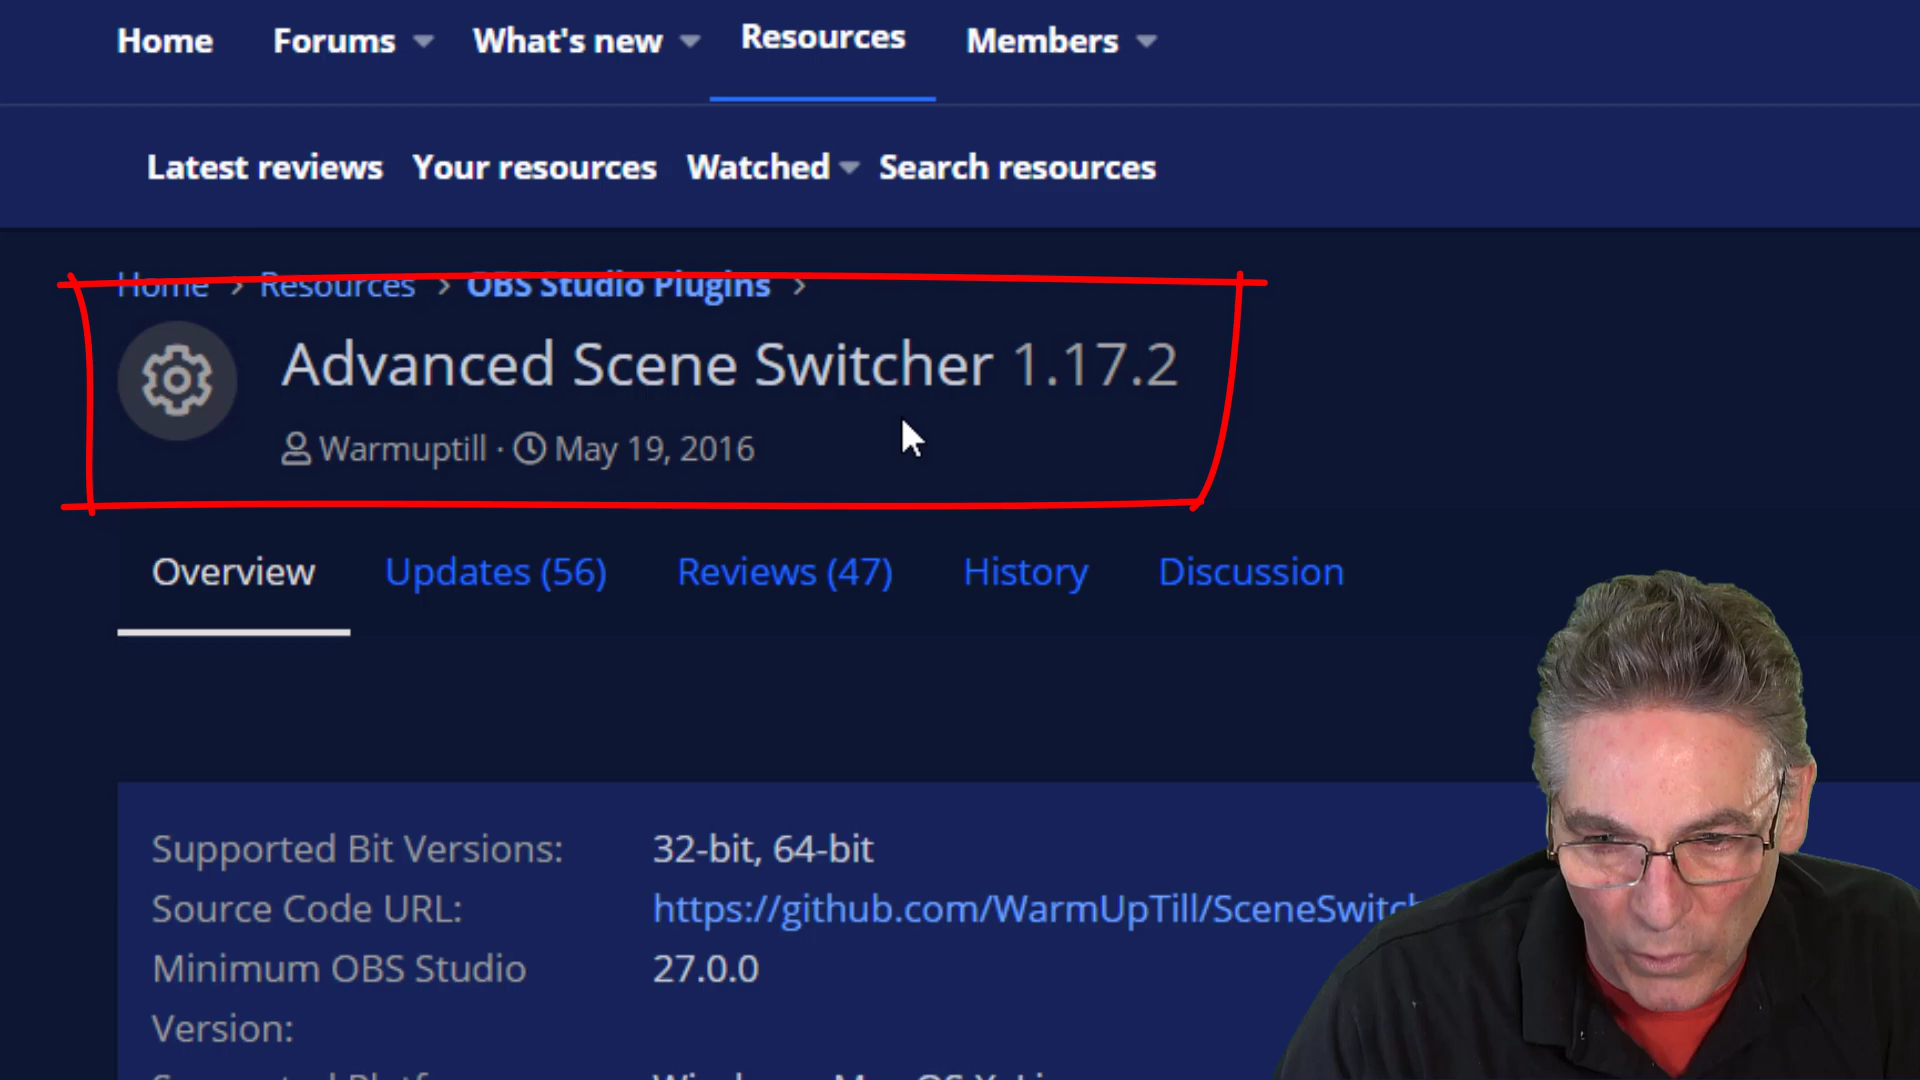 Home Forums What's new Resources Members
Latest reviews Your resources Watched Search resources
Home > Resources > OBS Studio Plugins >
Advanced Scene Switcher 1.17.2
Warmuptill · May 19, 2016
Overview Updates (56) Reviews (47) History Discussion
Supported Bit Versions: 32-bit, 64-bit
Source Code URL: https://github.com/WarmUpTill/SceneSwitch
Minimum OBS Studio 27.0.0
Version: